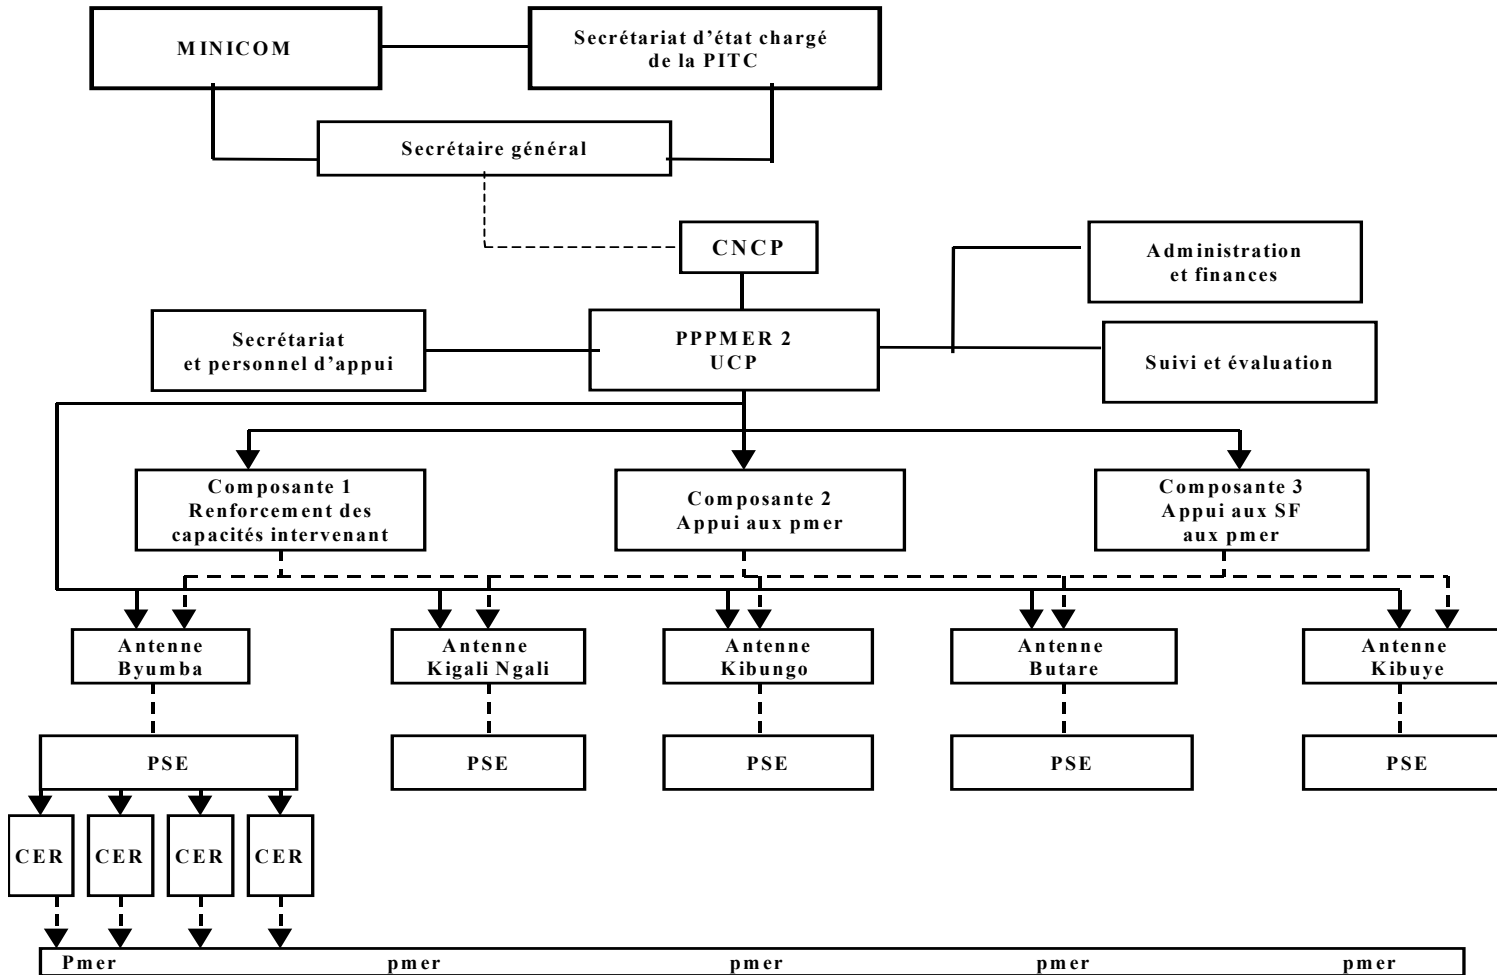 MINICOM
Secrétariat d'état chargé
de la PITC
Secrétaire général
CNCP
Administration
et finances
Secrétariat
et personnel d'appui
PPPMER 2
UCP
Suivi et évaluation
Composante 1
Renforcement des
capacités intervenant
Composante 2
Appui aux pmer
Composante 3
Appui aux SF
aux pmer
Antenne
Byumba
Antenne
Kigali Ngali
Antenne
Kibungo
Antenne
Butare
Antenne
Kibuye
PSE
PSE
PSE
PSE
PSE
CER
CER
CER
CER
Pmer
pmer
pmer
pmer
pmer